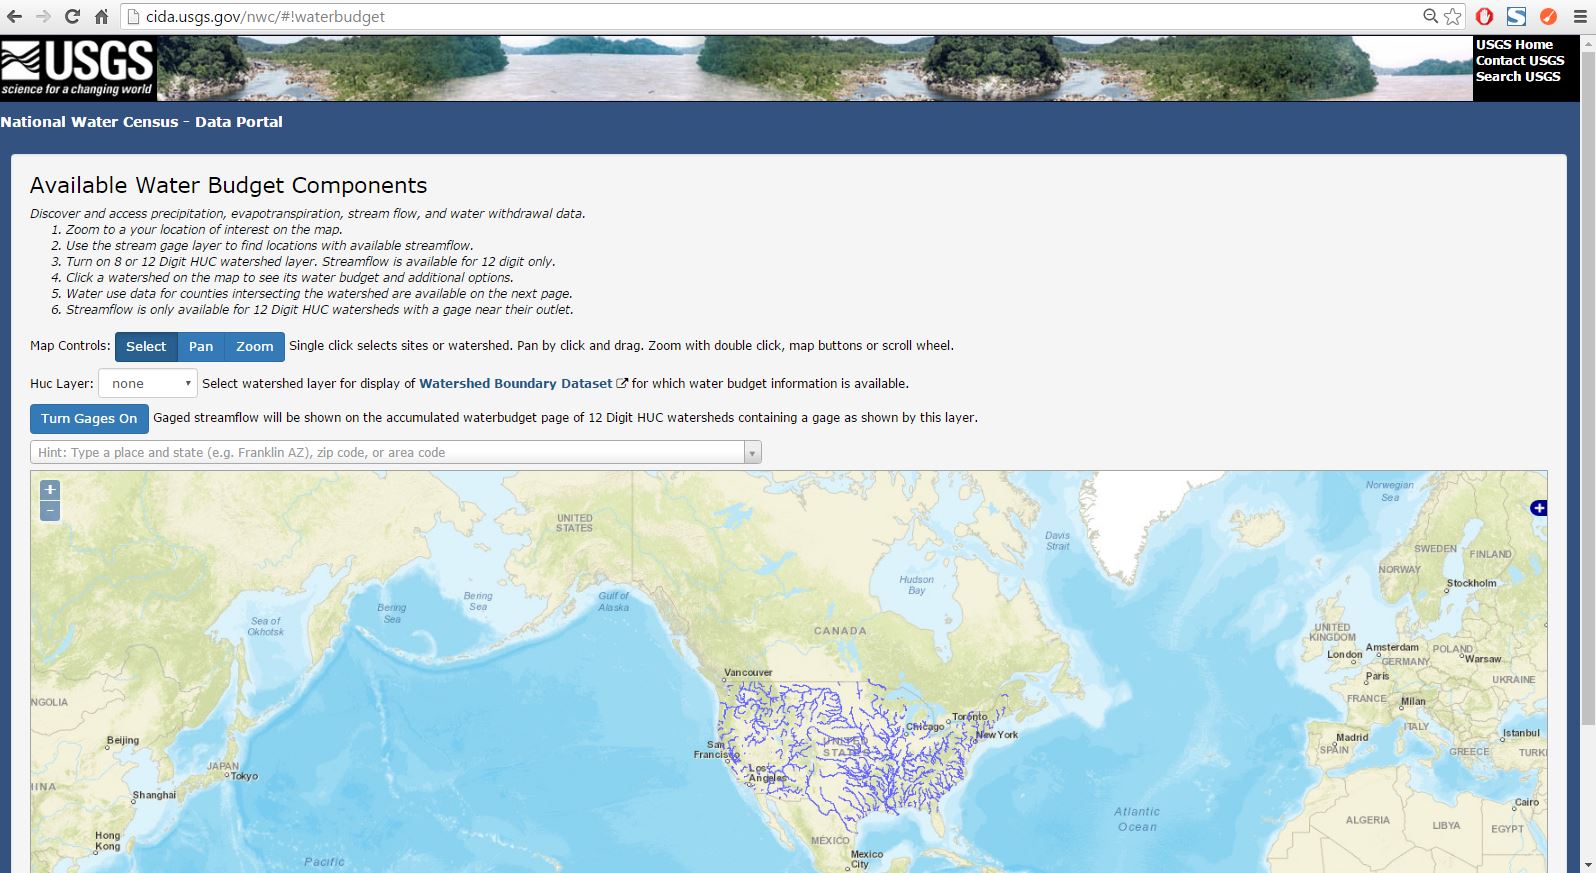 cida.usgs.gov/nwc/#!waterbudget
USGS
science for a changing world
USGS Home
Contact USGS
Search USGS
National Water Census - Data Portal
Available Water Budget Components
Discover and access precipitation, evapotranspiration, stream flow, and water withdrawal data.
1. Zoom to a your location of interest on the map.
2. Use the stream gage layer to find locations with available streamflow.
3. Turn on 8 or 12 Digit HUC watershed layer. Streamflow is available for 12 digit only.
4. Click a watershed on the map to see its water budget and additional options.
5. Water use data for counties intersecting the watershed are available on the next page.
6. Streamflow is only available for 12 Digit HUC watersheds with a gage near their outlet.
Map Controls: Select Pan Zoom Single click selects sites or watershed. Pan by click and drag. Zoom with double click, map buttons or scroll wheel.
Huc Layer: none Select watershed layer for display of Watershed Boundary Dataset for which water budget information is available.
Turn Gages On Gaged streamflow will be shown on the accumulated waterbudget page of 12 Digit HUC watersheds containing a gage as shown by this layer.
Hint: Type a place and state (e.g. Franklin AZ), zip code, or area code
+
−
Norwegian
Sea
UNITED
STATES
Davis
Strait
SWEDEN
FINLAND
NORWAY
Stockholm
Hudson
Bay
Bering
Sea
Bering
Sea
Gulf of
Alaska
Sea of
Okhotsk
CANADA
UNITED
KINGDOM
London
Amsterdam
GERMANY
POLAND
Warsaw
Vancouver
Paris
UKRAINE
FRANCE
Milan
NGOLIA
Toronto
Chicago
New York
ITALY
Istanbul
Beijing
San
Francisco
UNITED
STATES
Madrid
SPAIN
GREECE
TURK
JAPAN
Tokyo
Los
Angeles
INA
Shanghai
Atlantic
Ocean
Cairo
ALGERIA
LIBYA
EGYPT
Hong
Kong
MÉXICO
Mexico
City
Pacific